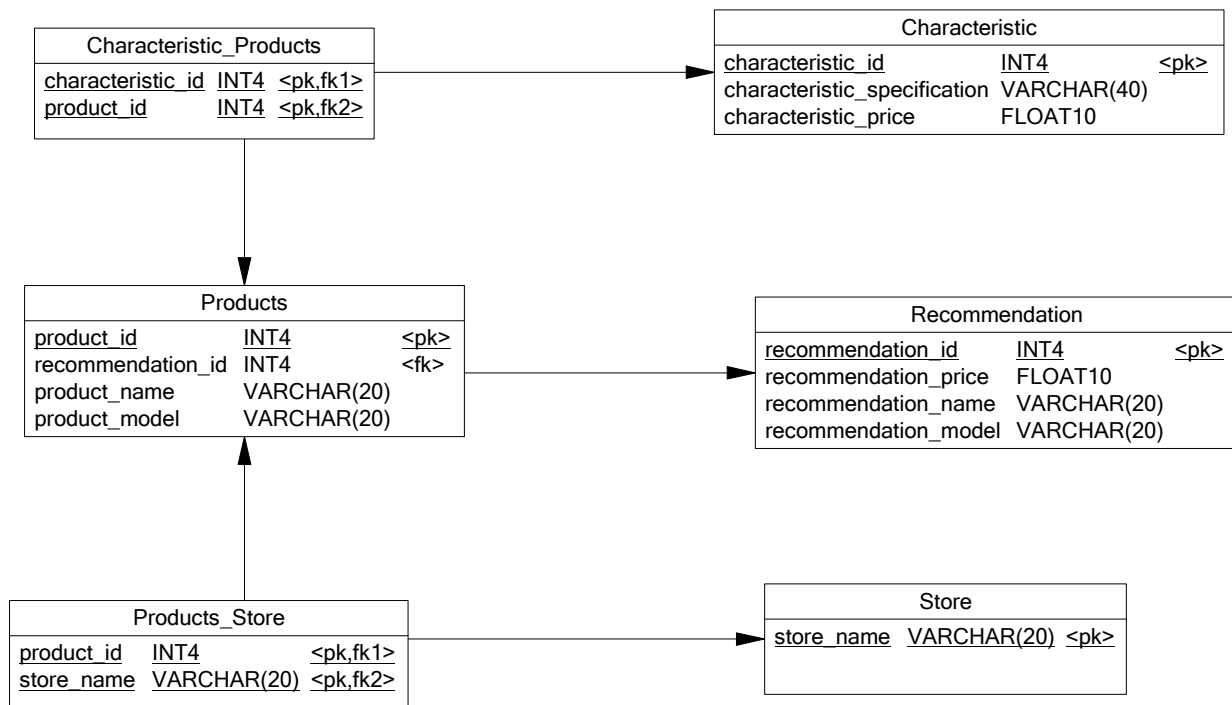 Characteristic_Products
characteristic_id INT4 <pk,fk1>
product_id INT4 <pk,fk2>
Characteristic
characteristic_id INT4 <pk>
characteristic_specification VARCHAR(40)
characteristic_price FLOAT10
Products
product_id INT4 <pk>
recommendation_id INT4 <fk>
product_name VARCHAR(20)
product_model VARCHAR(20)
Recommendation
recommendation_id INT4 <pk>
recommendation_price FLOAT10
recommendation_name VARCHAR(20)
recommendation_model VARCHAR(20)
Products_Store
product_id INT4 <pk,fk1>
store_name VARCHAR(20) <pk,fk2>
Store
store_name VARCHAR(20) <pk>